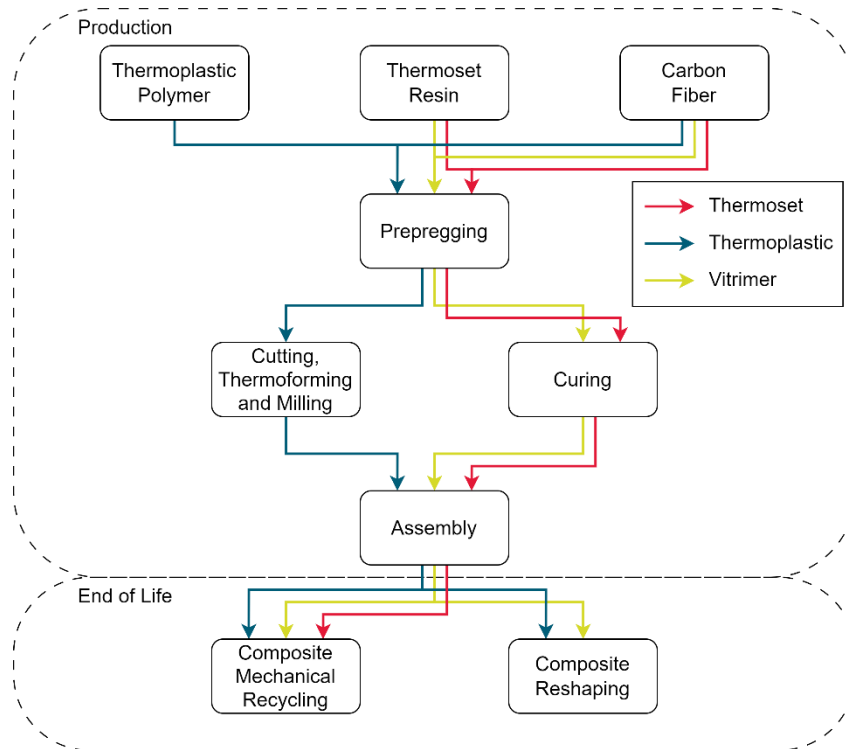 Production
Thermoplastic
Polymer
Thermoset
Resin
Carbon
Fiber
Thermoset
Thermoplastic
Vitrimer
Prepregging
Cutting,
Thermoforming
and Milling
Curing
Assembly
End of Life
Composite
Mechanical
Recycling
Composite
Reshaping